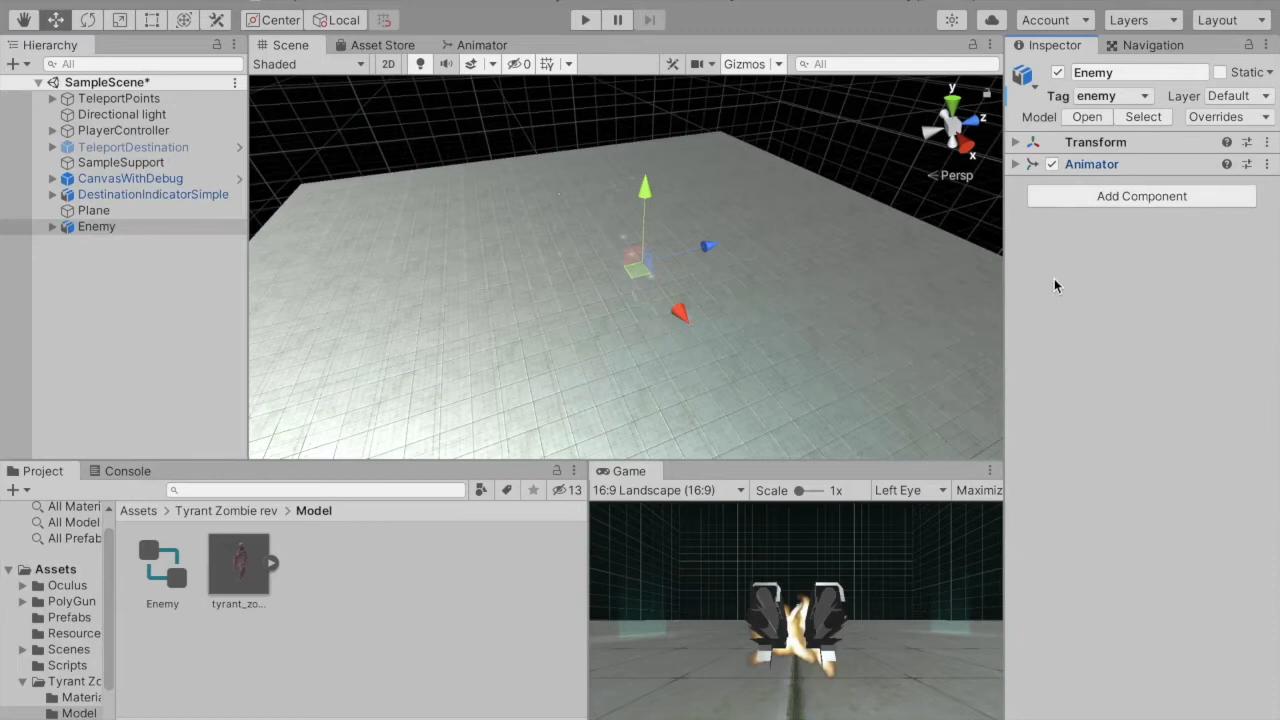 Center Local Account Layers Layout
Hierarchy Scene Asset Store Animator Inspector Navigation
All Shaded 2D 0 Gizmos All Enemy Static
SampleScene*
TeleportPoints
Directional light
PlayerController
TeleportDestination
SampleSupport
CanvasWithDebug
DestinationIndicatorSimple
Plane
Enemy
y
z
x
Persp
Tag enemy Layer Default
Model Open Select Overrides
Transform
Animator
Add Component
Project Console
13
All Materi
All Model
All Prefab
Assets
Oculus
PolyGun
Prefabs
Resource
Scenes
Scripts
Tyrant Zo
Materia
Model
Assets > Tyrant Zombie rev > Model
Enemy tyrant_zo...
Game
16:9 Landscape (16:9) Scale 1x Left Eye Maximiz